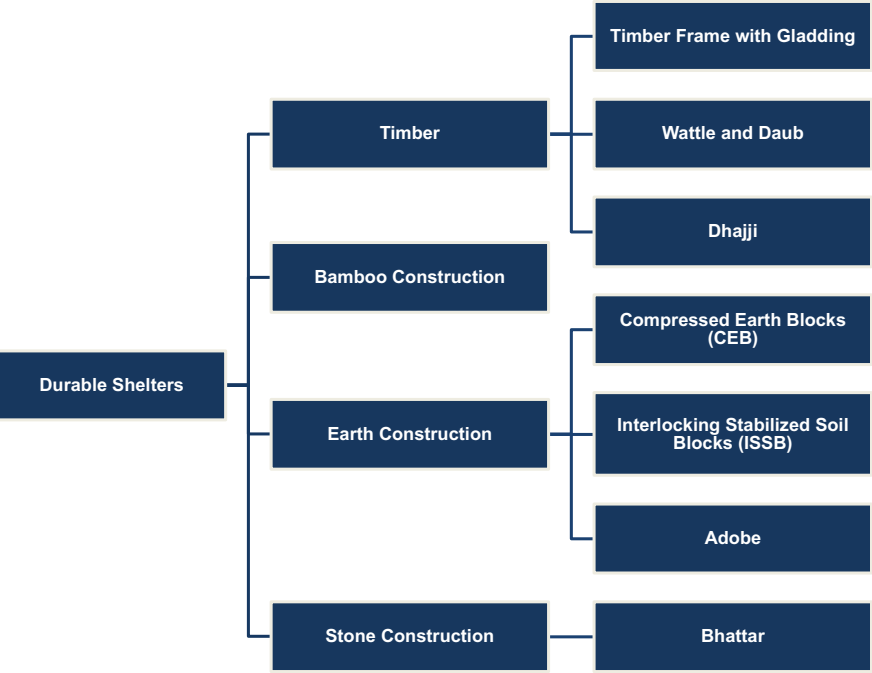 Durable Shelters
Timber
Timber Frame with Gladding
Wattle and Daub
Dhajji
Bamboo Construction
Earth Construction
Compressed Earth Blocks
(CEB)
Interlocking Stabilized Soil
Blocks (ISSB)
Adobe
Stone Construction
Bhattar